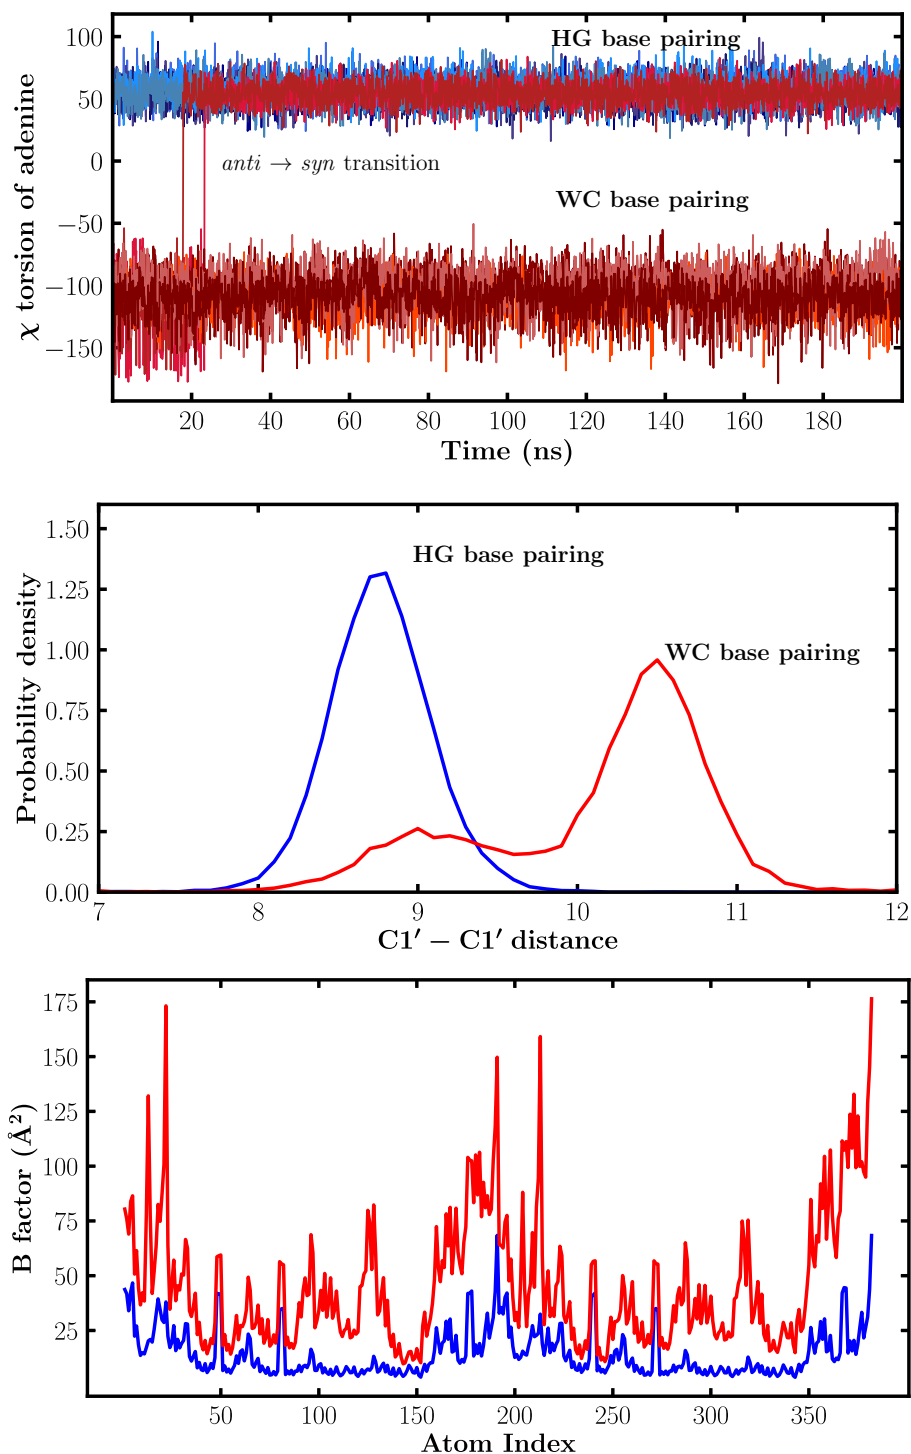 100
50
0
−50
−100
−150
χ torsion of adenine
HG base pairing
anti → syn transition
WC base pairing
20 40 60 80 100 120 140 160 180
Time (ns)
1.50
1.25
1.00
0.75
0.50
0.25
0.00
Probability density
HG base pairing
WC base pairing
7 8 9 10 11 12
C1′ − C1′ distance
175
150
125
100
75
50
25
B factor (Å²)
50 100 150 200 250 300 350
Atom Index